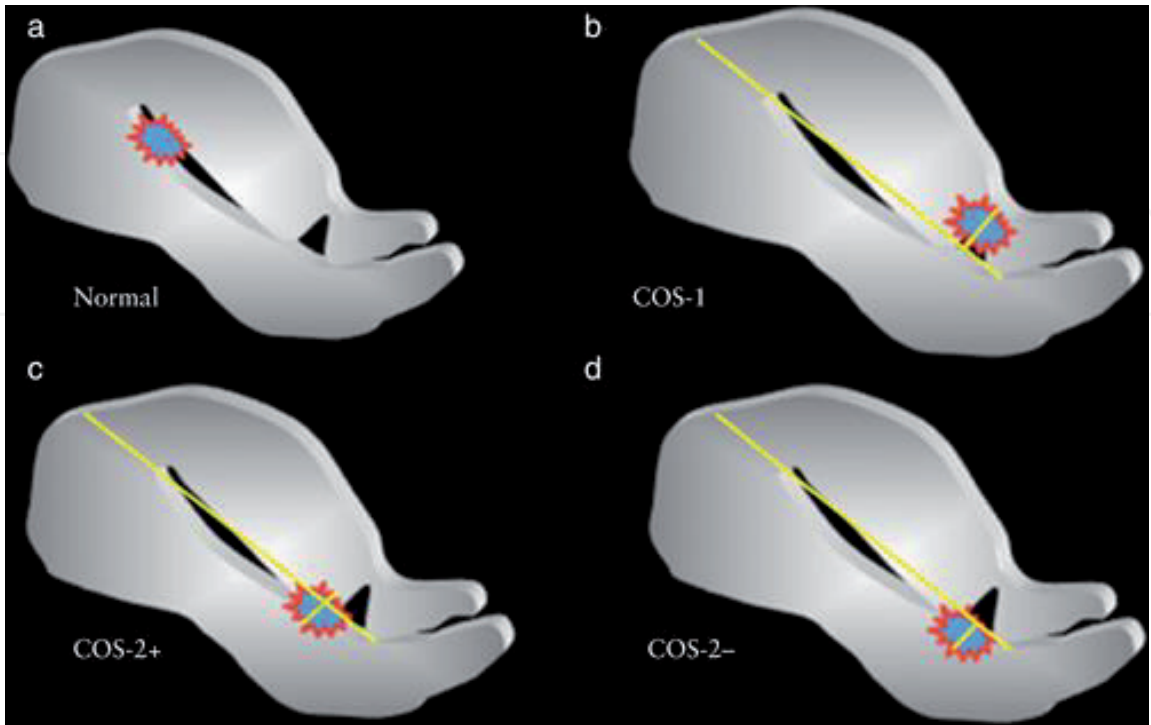 a
Normal
b
COS-1
c
COS-2+
d
COS-2–